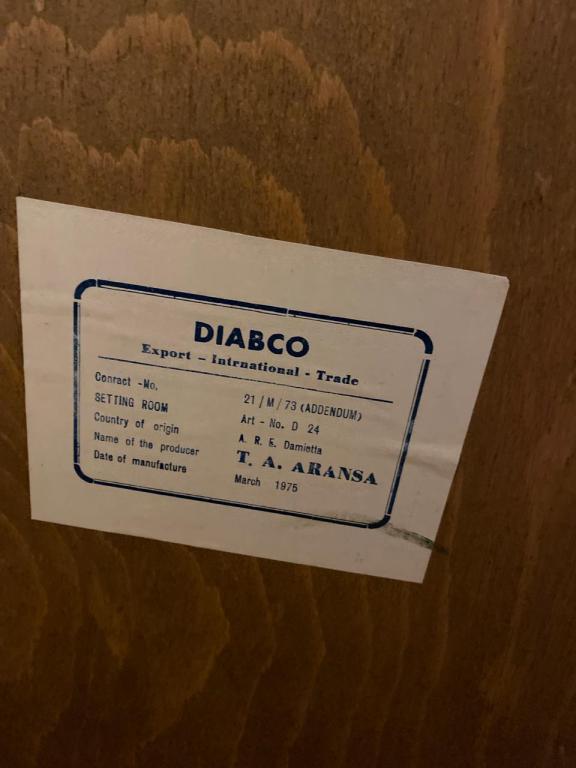 DIABCO
Export - Intrnational - Trade
Conract -No, 21 / M / 73 (ADDENDUM)
SETTING ROOM Art - No. D 24
Country of origin A. R. E. Damietta
Name of the producer T. A. ARANSA
Date of manufacture March 1975